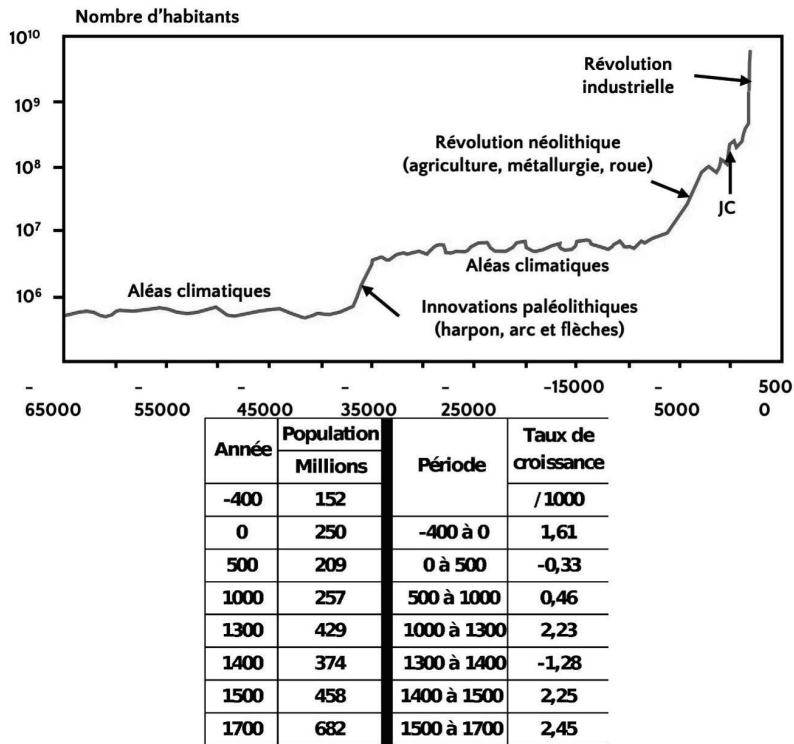 Nombre d'habitants
10¹⁰
10⁹
10⁸
10⁷
10⁶
Révolution
industrielle
Révolution néolithique
(agriculture, métallurgie, roue)
JC
Aléas climatiques
Aléas climatiques
Innovations paléolithiques
(harpon, arc et flèches)
– – – – – -15000 – 500
65000 55000 45000 35000 25000 5000 0
Année Population Période Taux de croissance
Millions
-400 152 /1000
0 250 -400 à 0 1,61
500 209 0 à 500 -0,33
1000 257 500 à 1000 0,46
1300 429 1000 à 1300 2,23
1400 374 1300 à 1400 -1,28
1500 458 1400 à 1500 2,25
1700 682 1500 à 1700 2,45